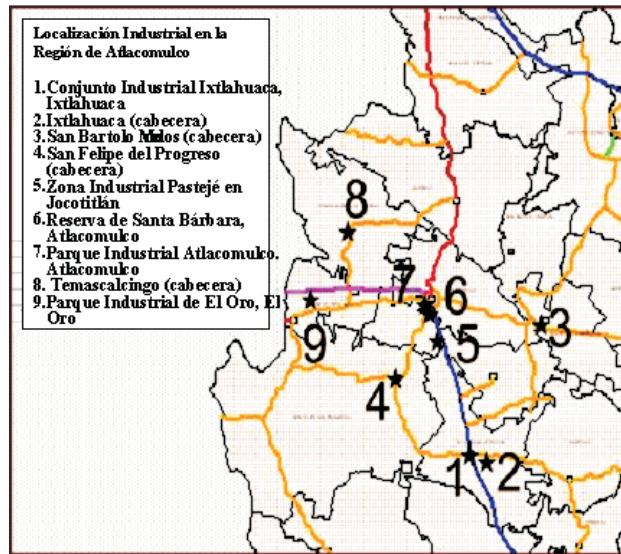 Localización Industrial en la
Región de Atlacomulco
1.Conjunto Industrial Ixtlahuaca,
Ixtlahuaca
2.Ixtlahuaca (cabecera)
3.San Bartolo (cabecera)
4.San Felipe del Progreso
(cabecera)
5.Zona Industrial Pastejé en
Jocotitlán
6.Reserva de Santa Bárbara,
Atlacomulco
7.Parque Industrial Atlacomulco.
Atlacomulco
8. Temascalcingo (cabecera)
9.Parque Industrial de El Oro, El
Oro
8
7
6
9
5
3
4
1
2